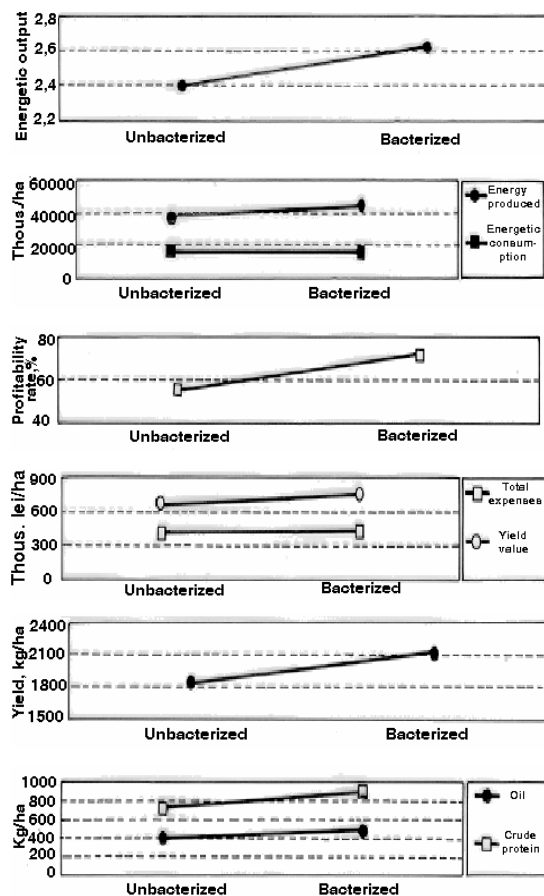 Energetic output
2,8
2,6
2,4
2,2
Unbacterized Bacterized
Thous./ha
60000
40000
20000
0
Unbacterized Bacterized
Energy
produced
Energetic
consum-
ption
Profitability
rate,%
80
60
40
Unbacterized Bacterized
Thous. lei/ha
900
600
300
0
Unbacterized Bacterized
Total
expenses
Yield
value
Yield, kg/ha
2400
2100
1800
1500
Unbacterized Bacterized
Kg/ha
1000
800
600
400
200
0
Unbacterized Bacterized
Oil
Crude
protein